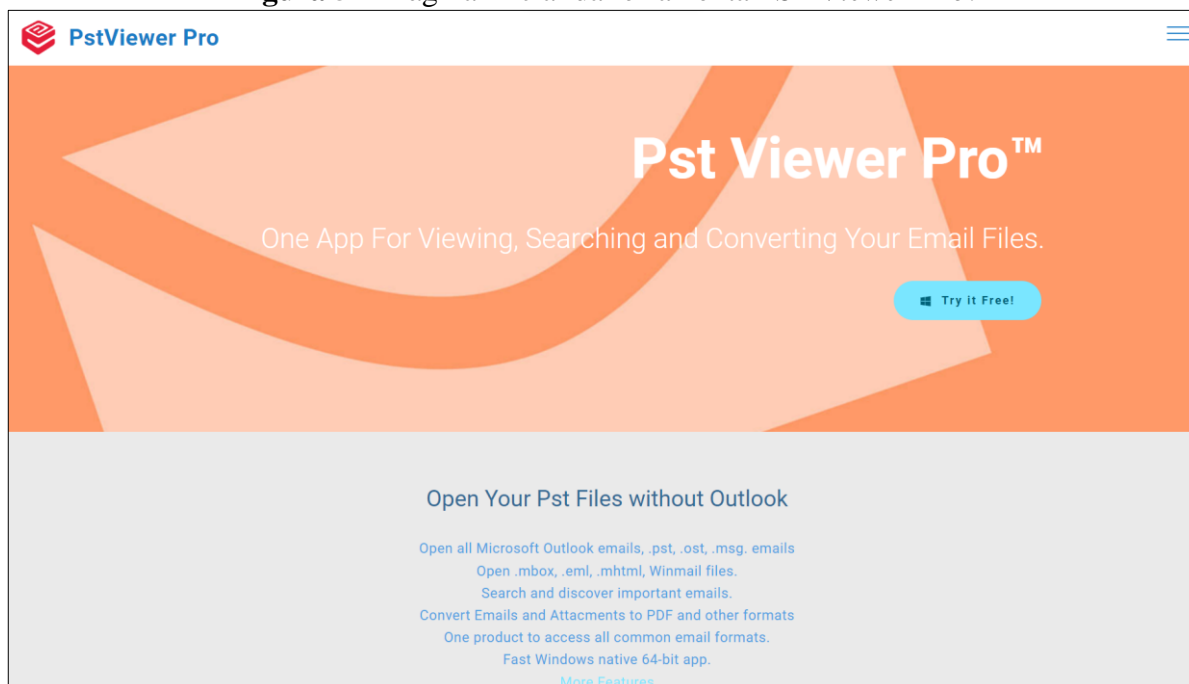 PstViewer Pro
Pst Viewer Pro™
One App For Viewing, Searching and Converting Your Email Files.
Try it Free!
Open Your Pst Files without Outlook
Open all Microsoft Outlook emails, .pst, .ost, .msg. emails
Open .mbox, .eml, .mhtml, Winmail files.
Search and discover important emails.
Convert Emails and Attacments to PDF and other formats
One product to access all common email formats.
Fast Windows native 64-bit app.
More Features